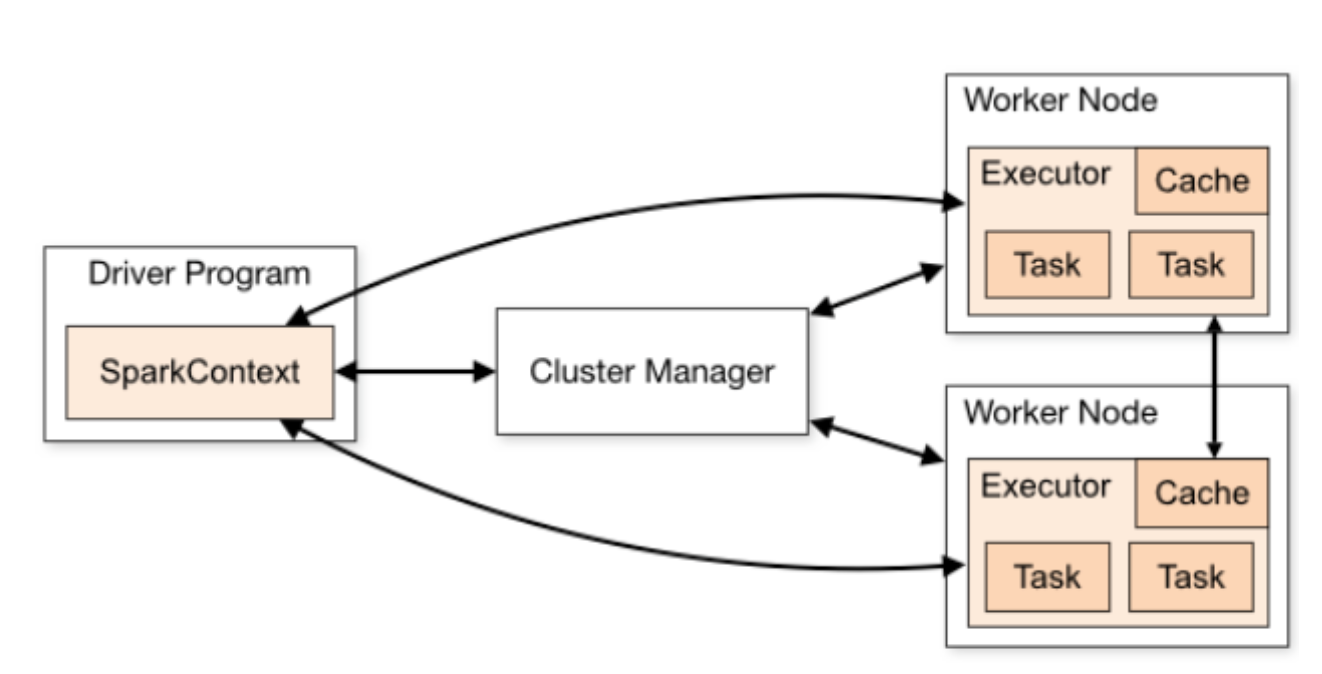 Driver Program
SparkContext
Cluster Manager
Worker Node
Executor
Cache
Task
Task
Worker Node
Executor
Cache
Task
Task